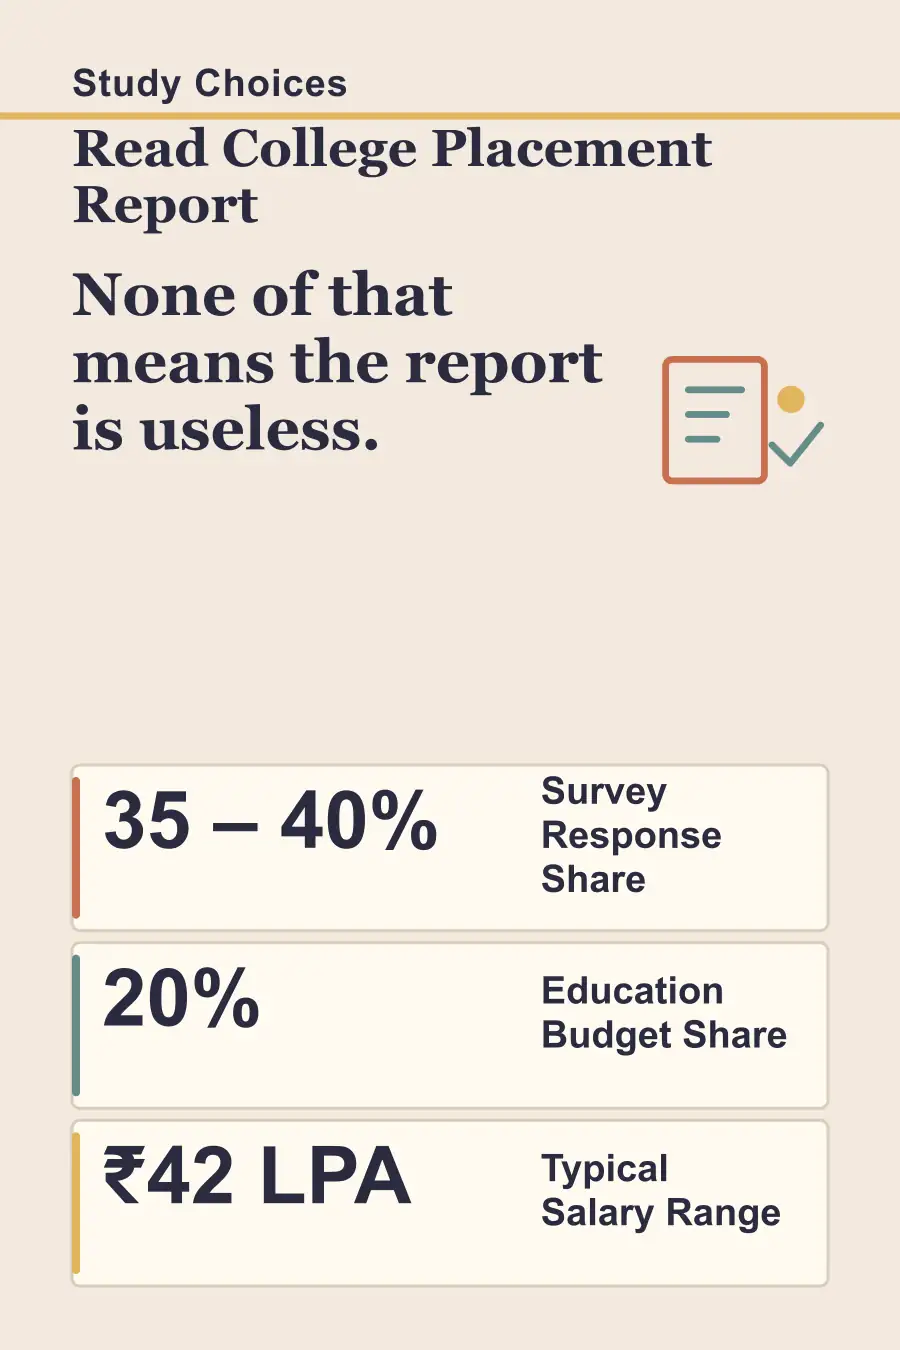 Study Choices
Read College Placement
Report
None of that
means the report
is useless.
35 – 40%
Survey
Response
Share
20%
Education
Budget Share
₹42 LPA
Typical
Salary Range